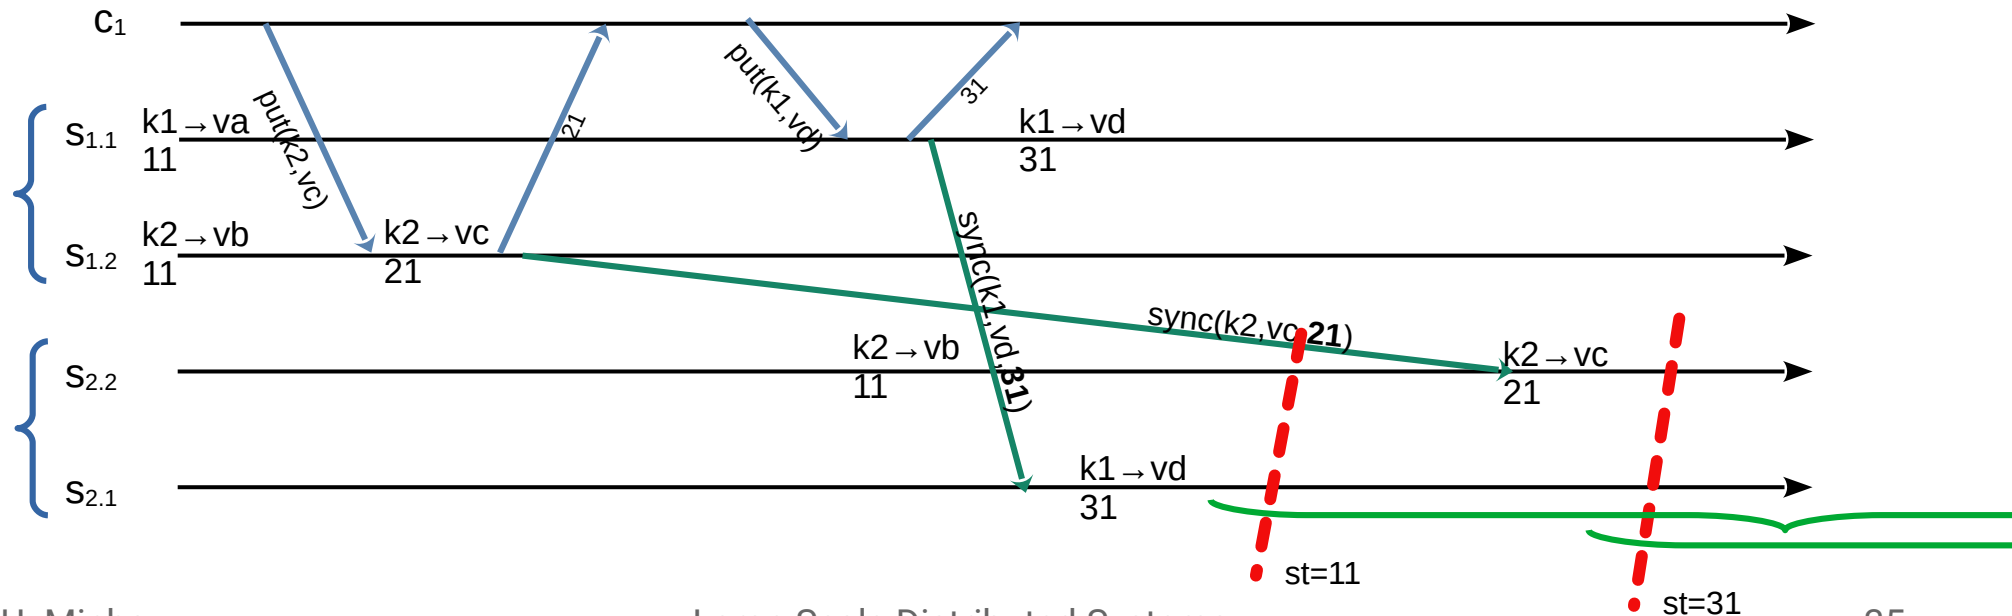 c1
put(k2,vc)
21
put(k1,vd)
31
s1.1
k1→va
11
k1→vd
31
s1.2
k2→vb
11
k2→vc
21
sync(k1,vd,31)
sync(k2,vc,21)
s2.2
k2→vb
11
k2→vc
21
s2.1
k1→vd
31
st=11
st=31